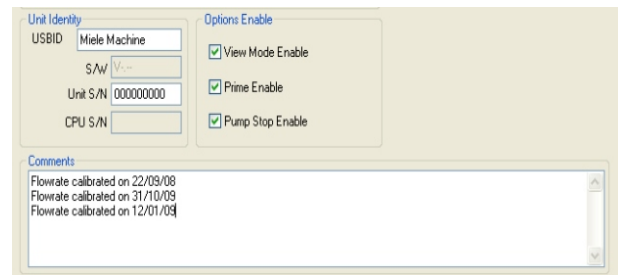 Unit Identity
USBID Miele Machine
S/W V-.--
Unit S/N 000000000
CPU S/N
Options Enable
View Mode Enable
Prime Enable
Pump Stop Enable
Comments
Flowrate calibrated on 22/09/08
Flowrate calibrated on 31/10/09
Flowrate calibrated on 12/01/09